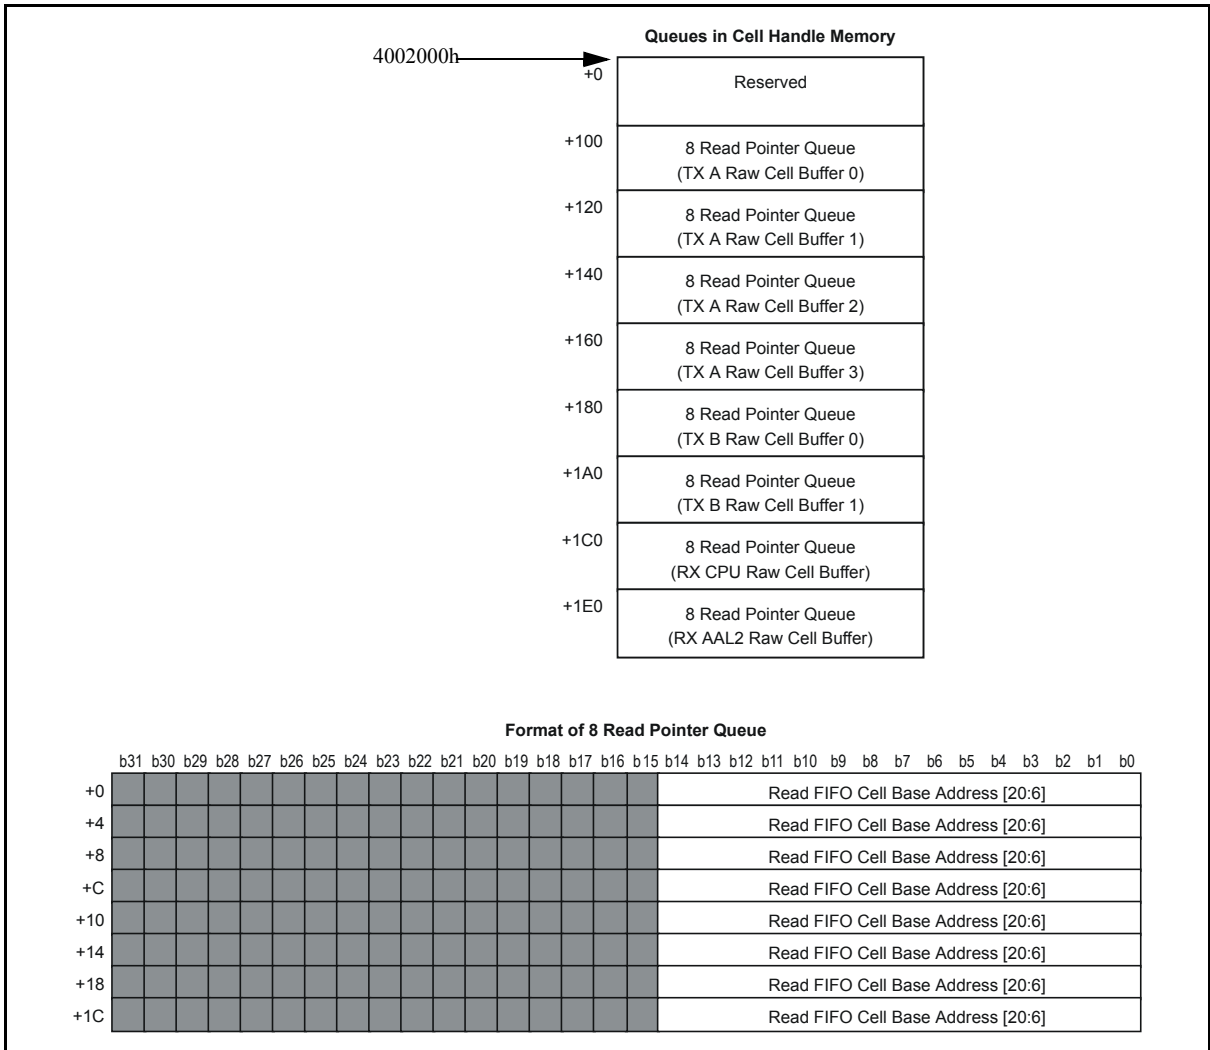 Queues in Cell Handle Memory
4002000h
+0
Reserved
+100
8 Read Pointer Queue
(TX A Raw Cell Buffer 0)
+120
8 Read Pointer Queue
(TX A Raw Cell Buffer 1)
+140
8 Read Pointer Queue
(TX A Raw Cell Buffer 2)
+160
8 Read Pointer Queue
(TX A Raw Cell Buffer 3)
+180
8 Read Pointer Queue
(TX B Raw Cell Buffer 0)
+1A0
8 Read Pointer Queue
(TX B Raw Cell Buffer 1)
+1C0
8 Read Pointer Queue
(RX CPU Raw Cell Buffer)
+1E0
8 Read Pointer Queue
(RX AAL2 Raw Cell Buffer)
Format of 8 Read Pointer Queue
b31 b30 b29 b28 b27 b26 b25 b24 b23 b22 b21 b20 b19 b18 b17 b16 b15 b14 b13 b12 b11 b10 b9 b8 b7 b6 b5 b4 b3 b2 b1 b0
+0 Read FIFO Cell Base Address [20:6]
+4 Read FIFO Cell Base Address [20:6]
+8 Read FIFO Cell Base Address [20:6]
+C Read FIFO Cell Base Address [20:6]
+10 Read FIFO Cell Base Address [20:6]
+14 Read FIFO Cell Base Address [20:6]
+18 Read FIFO Cell Base Address [20:6]
+1C Read FIFO Cell Base Address [20:6]